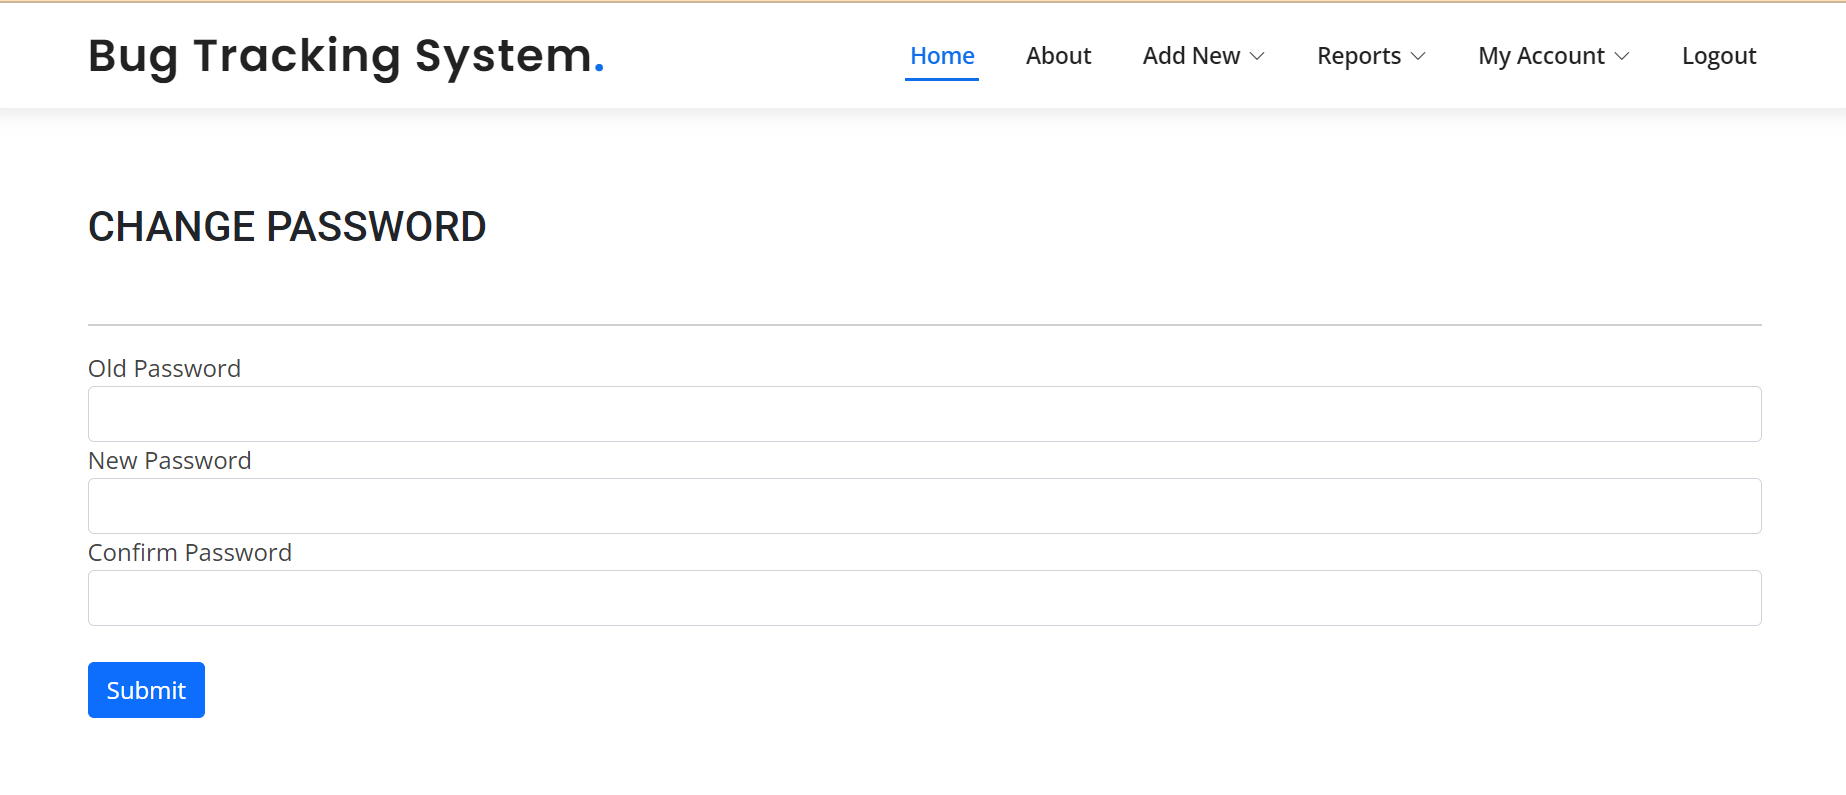 Bug Tracking System.
Home About Add New Reports My Account Logout
CHANGE PASSWORD
Old Password
New Password
Confirm Password
Submit